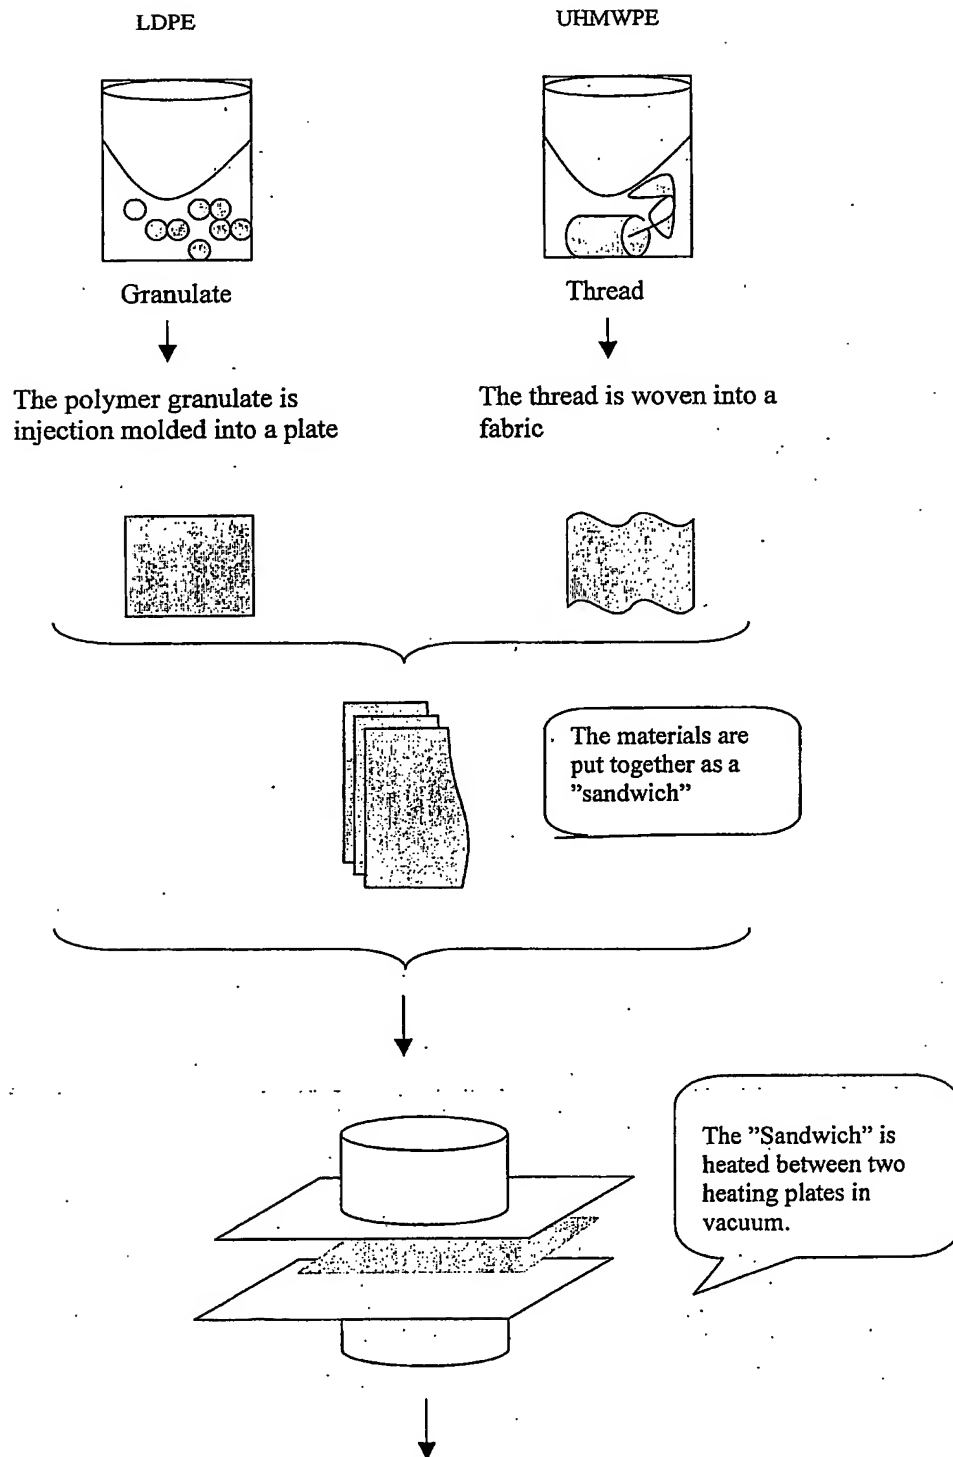 LDPE
UHMWPE
Granulate
Thread
The polymer granulate is
injection molded into a plate
The thread is woven into a
fabric
The materials are
put together as a
”sandwich”
The ”Sandwich” is
heated between two
heating plates in
vacuum.